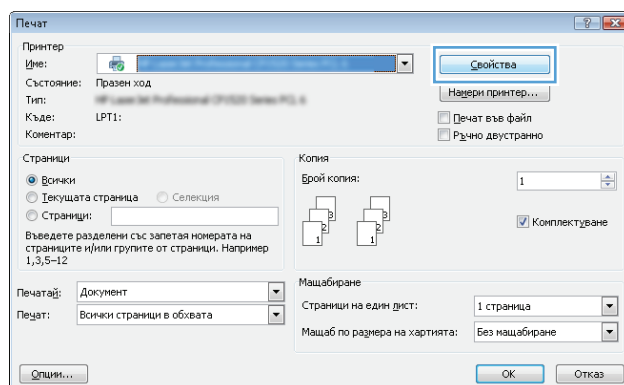 Печат
Принтер
Име:
Свойства
Състояние: Празен ход
Намери принтер...
Тип:
Къде: LPT1:
Печат във файл
Коментар:
Ръчно двустранно
Страници
Копия
Всички
Брой копия: 1
Текущата страница Селекция
Страници:
Комплектуване
Въведете разделени със запетая номерата на
страниците и/или групите от страници. Например
1,3,5–12
Печатай: Документ
Печат: Всички страници в обхвата
Мащабиране
Страници на един лист: 1 страница
Мащаб по размера на хартията: Без мащабиране
Опции...
OK Отказ